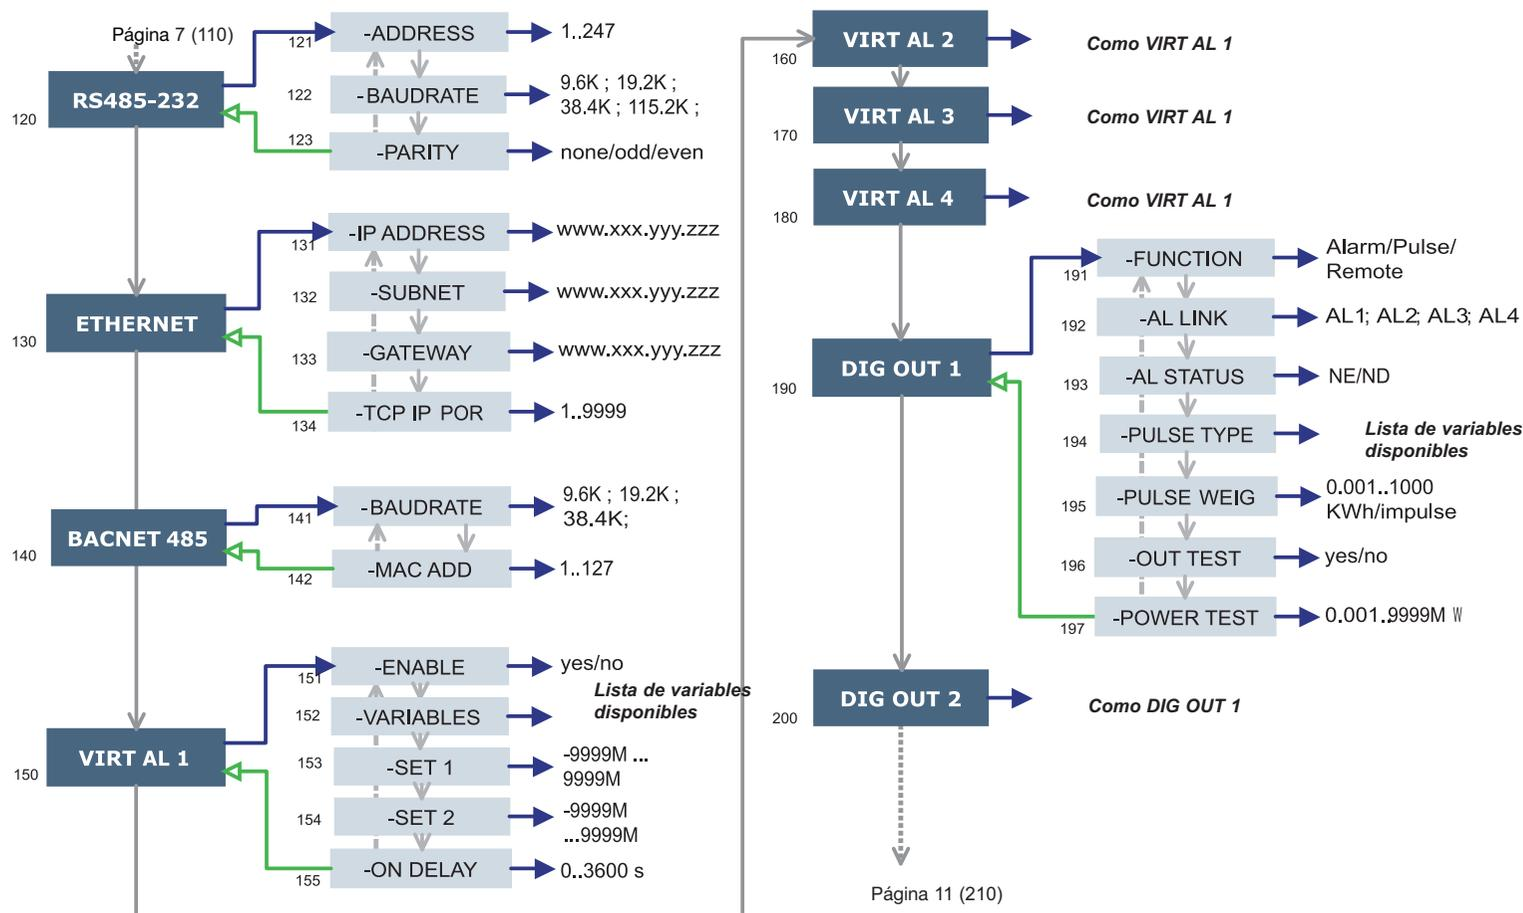 Página 7 (110)
120
RS485-232
121
-ADDRESS
1..247
122
-BAUDRATE
9.6K ; 19.2K ;
38.4K ; 115.2K ;
123
-PARITY
none/odd/even
130
ETHERNET
131
-IP ADDRESS
www.xxx.yyy.zzz
132
-SUBNET
www.xxx.yyy.zzz
133
-GATEWAY
www.xxx.yyy.zzz
134
-TCP IP POR
1..9999
140
BACNET 485
141
-BAUDRATE
9.6K ; 19.2K ;
38.4K;
142
-MAC ADD
1..127
150
VIRT AL 1
151
-ENABLE
yes/no
152
-VARIABLES
Lista de variables
disponibles
153
-SET 1
-9999M ...
9999M
154
-SET 2
-9999M
...9999M
155
-ON DELAY
0..3600 s
160
VIRT AL 2
Como VIRT AL 1
170
VIRT AL 3
Como VIRT AL 1
180
VIRT AL 4
Como VIRT AL 1
190
DIG OUT 1
191
-FUNCTION
Alarm/Pulse/
Remote
192
-AL LINK
AL1; AL2; AL3; AL4
193
-AL STATUS
NE/ND
194
-PULSE TYPE
Lista de variables
disponibles
195
-PULSE WEIG
0.001..1000
KWh/impulse
196
-OUT TEST
yes/no
197
-POWER TEST
0.001..9999M W
200
DIG OUT 2
Como DIG OUT 1
Página 11 (210)